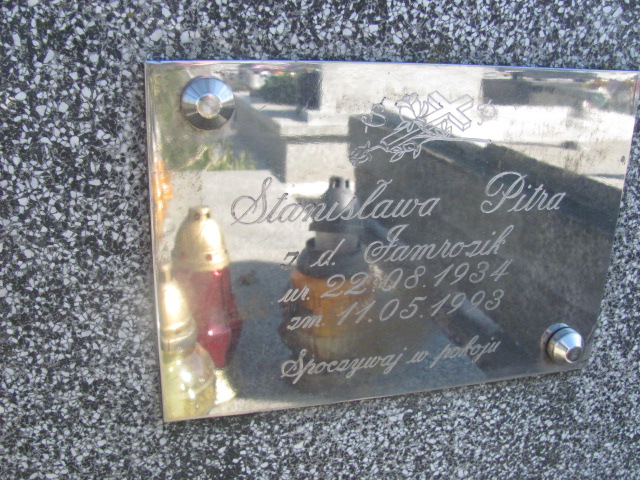 Stanisława Pitra
z d. Jamrozik
ur. 22.08.1934
zm. 11.05.1993
Spoczywaj w pokoju